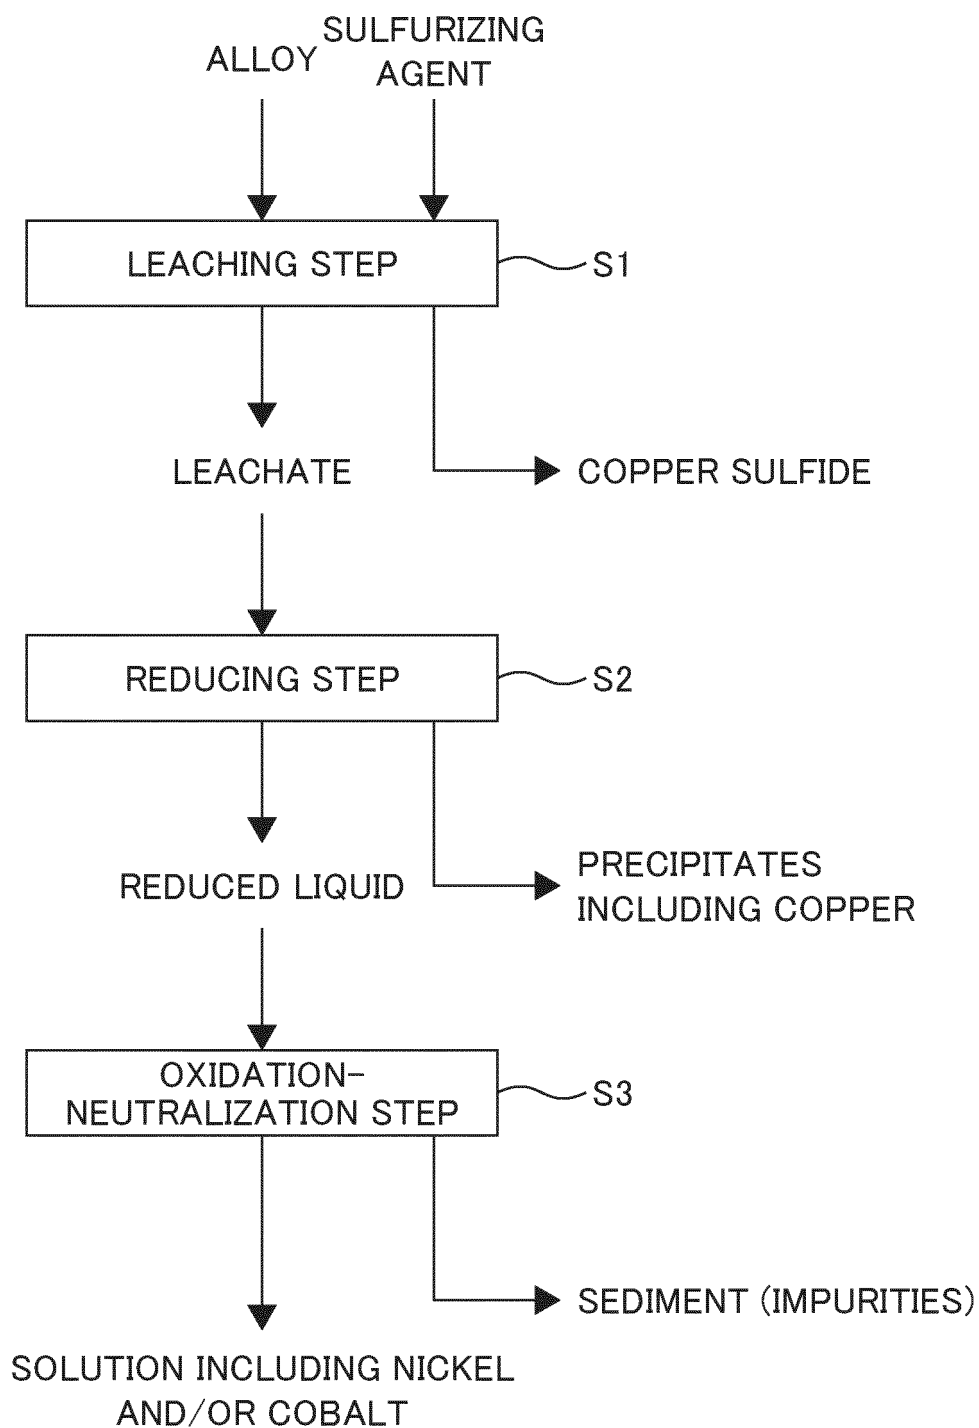 ALLOY
SULFURIZING
AGENT
LEACHING STEP
S1
LEACHATE
COPPER SULFIDE
REDUCING STEP
S2
REDUCED LIQUID
PRECIPITATES
INCLUDING COPPER
OXIDATION-
NEUTRALIZATION STEP
S3
SEDIMENT (IMPURITIES)
SOLUTION INCLUDING NICKEL
AND/OR COBALT